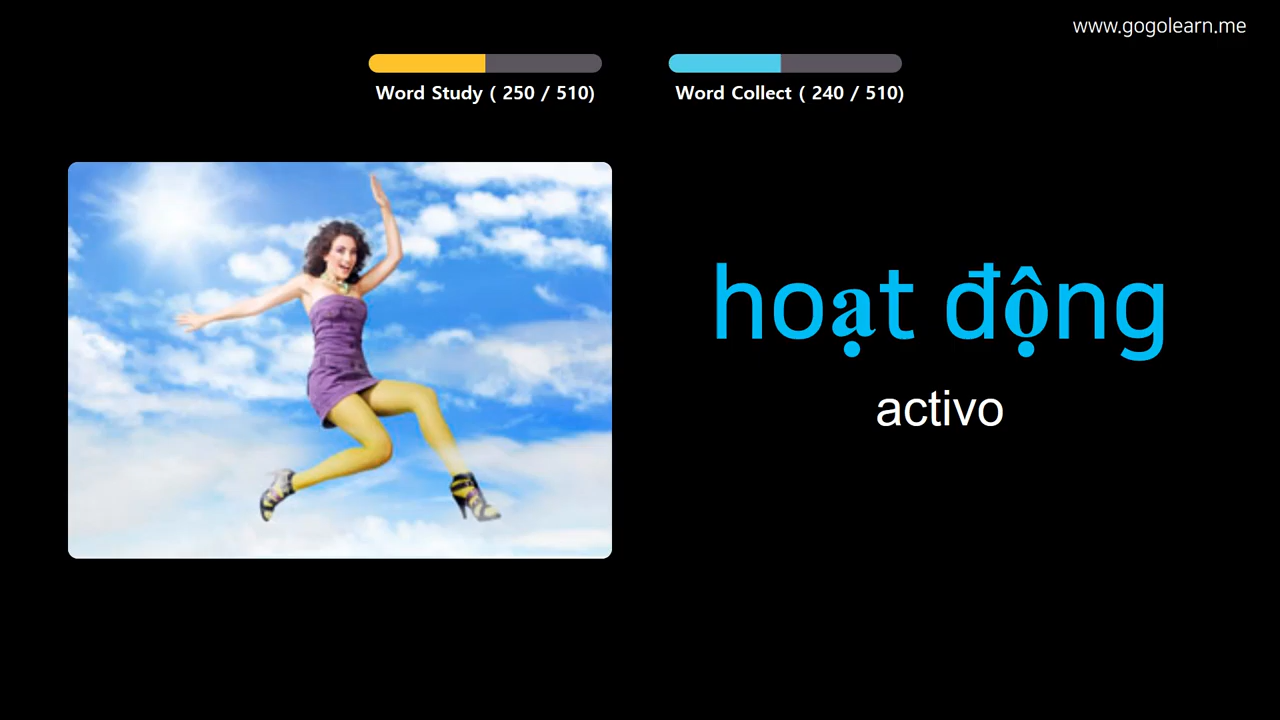 www.gogolearn.me
Word Study ( 250 / 510)
Word Collect ( 240 / 510)
hoạt động
activo